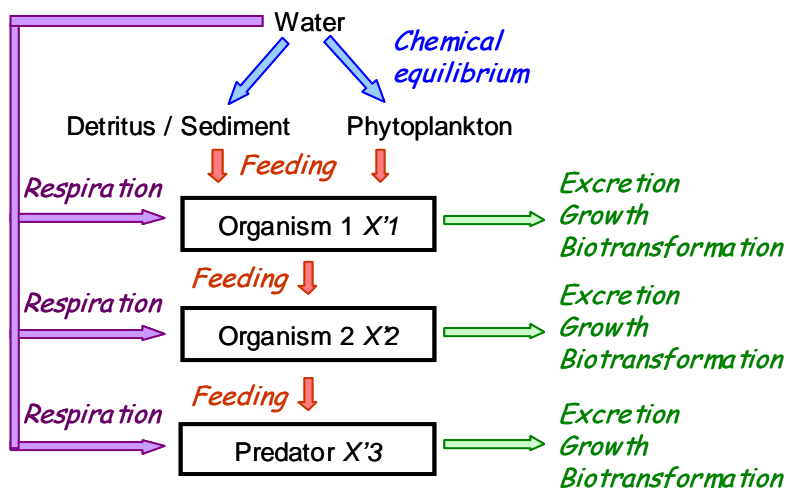 Water
Chemical
equilibrium
Detritus / Sediment
Phytoplankton
Feeding
Respiration
Organism 1 X'1
Excretion
Growth
Biotransformation
Feeding
Respiration
Organism 2 X'2
Excretion
Growth
Biotransformation
Feeding
Respiration
Predator X'3
Excretion
Growth
Biotransformation